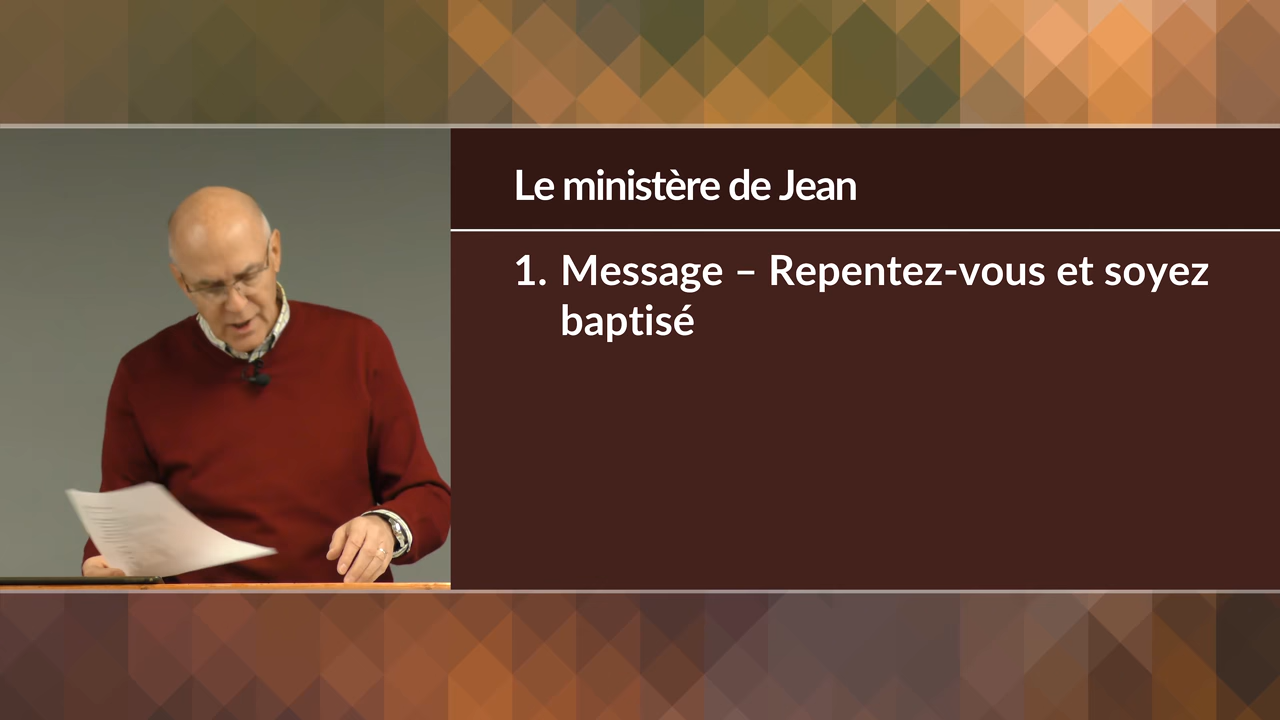 Le ministère de Jean
1. Message – Repentez-vous et soyez
baptisé